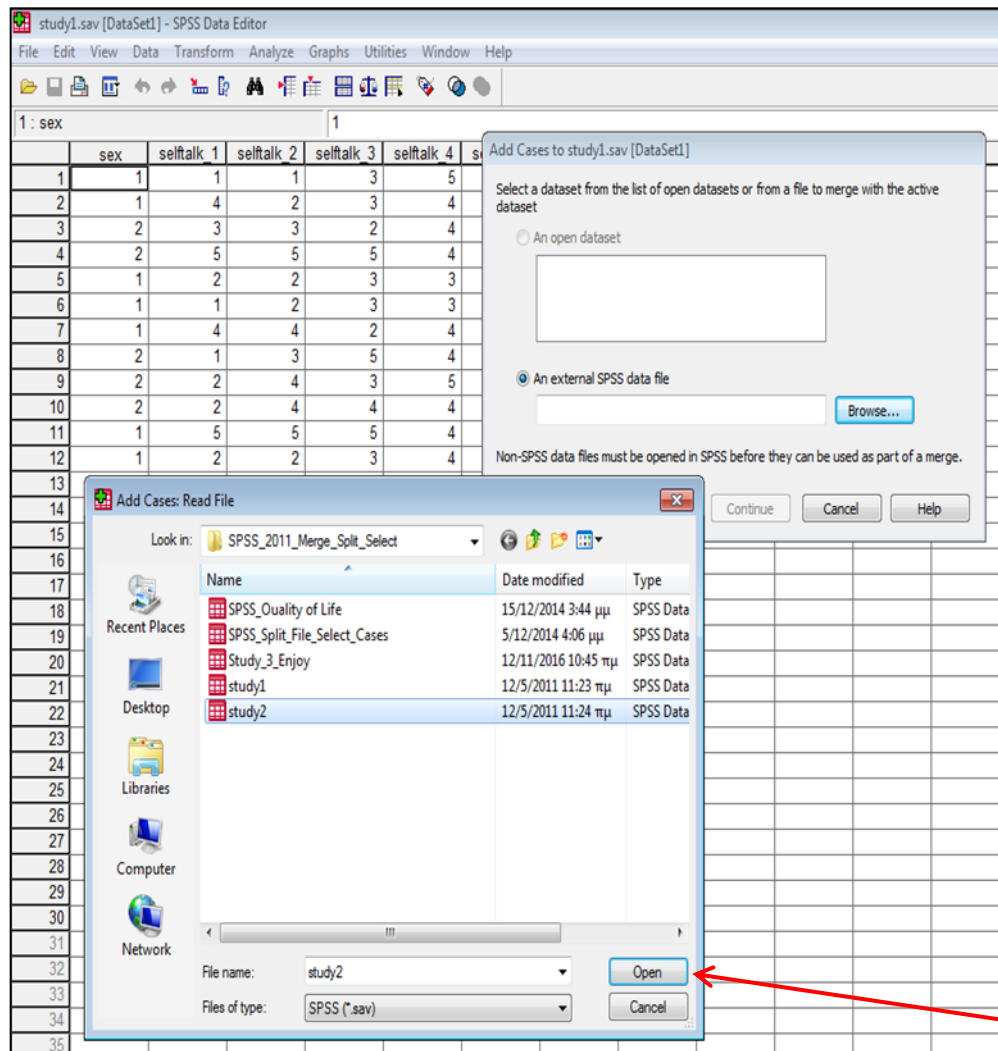 study1.sav [DataSet1] - SPSS Data Editor
File Edit View Data Transform Analyze Graphs Utilities Window Help
1 : sex 1
sex selftalk_1 selftalk_2 selftalk_3 selftalk_4
1 1 1 1 3 5
2 1 4 2 3 4
3 2 3 3 2 4
4 2 5 5 5 4
5 1 2 2 3 3
6 1 1 2 3 3
7 1 4 4 2 4
8 2 1 3 5 4
9 2 2 4 3 5
10 2 2 4 4 4
11 1 5 5 5 4
12 1 2 2 3 4
13
14
15
16
17
18
19
20
21
22
23
24
25
26
27
28
29
30
31
32
33
34
35
Add Cases to study1.sav [DataSet1]
Select a dataset from the list of open datasets or from a file to merge with the active
dataset
An open dataset
An external SPSS data file
Browse...
Non-SPSS data files must be opened in SPSS before they can be used as part of a merge.
Continue Cancel Help
Add Cases: Read File
Look in: SPSS_2011_Merge_Split_Select
Name Date modified Type
SPSS_Ouality of Life 15/12/2014 3:44 μμ SPSS Data
SPSS_Split_File_Select_Cases 5/12/2014 4:06 μμ SPSS Data
Study_3_Enjoy 12/11/2016 10:45 πμ SPSS Data
study1 12/5/2011 11:23 πμ SPSS Data
study2 12/5/2011 11:24 πμ SPSS Data
Recent Places
Desktop
Libraries
Computer
Network
File name: study2 Open
Files of type: SPSS (*.sav) Cancel